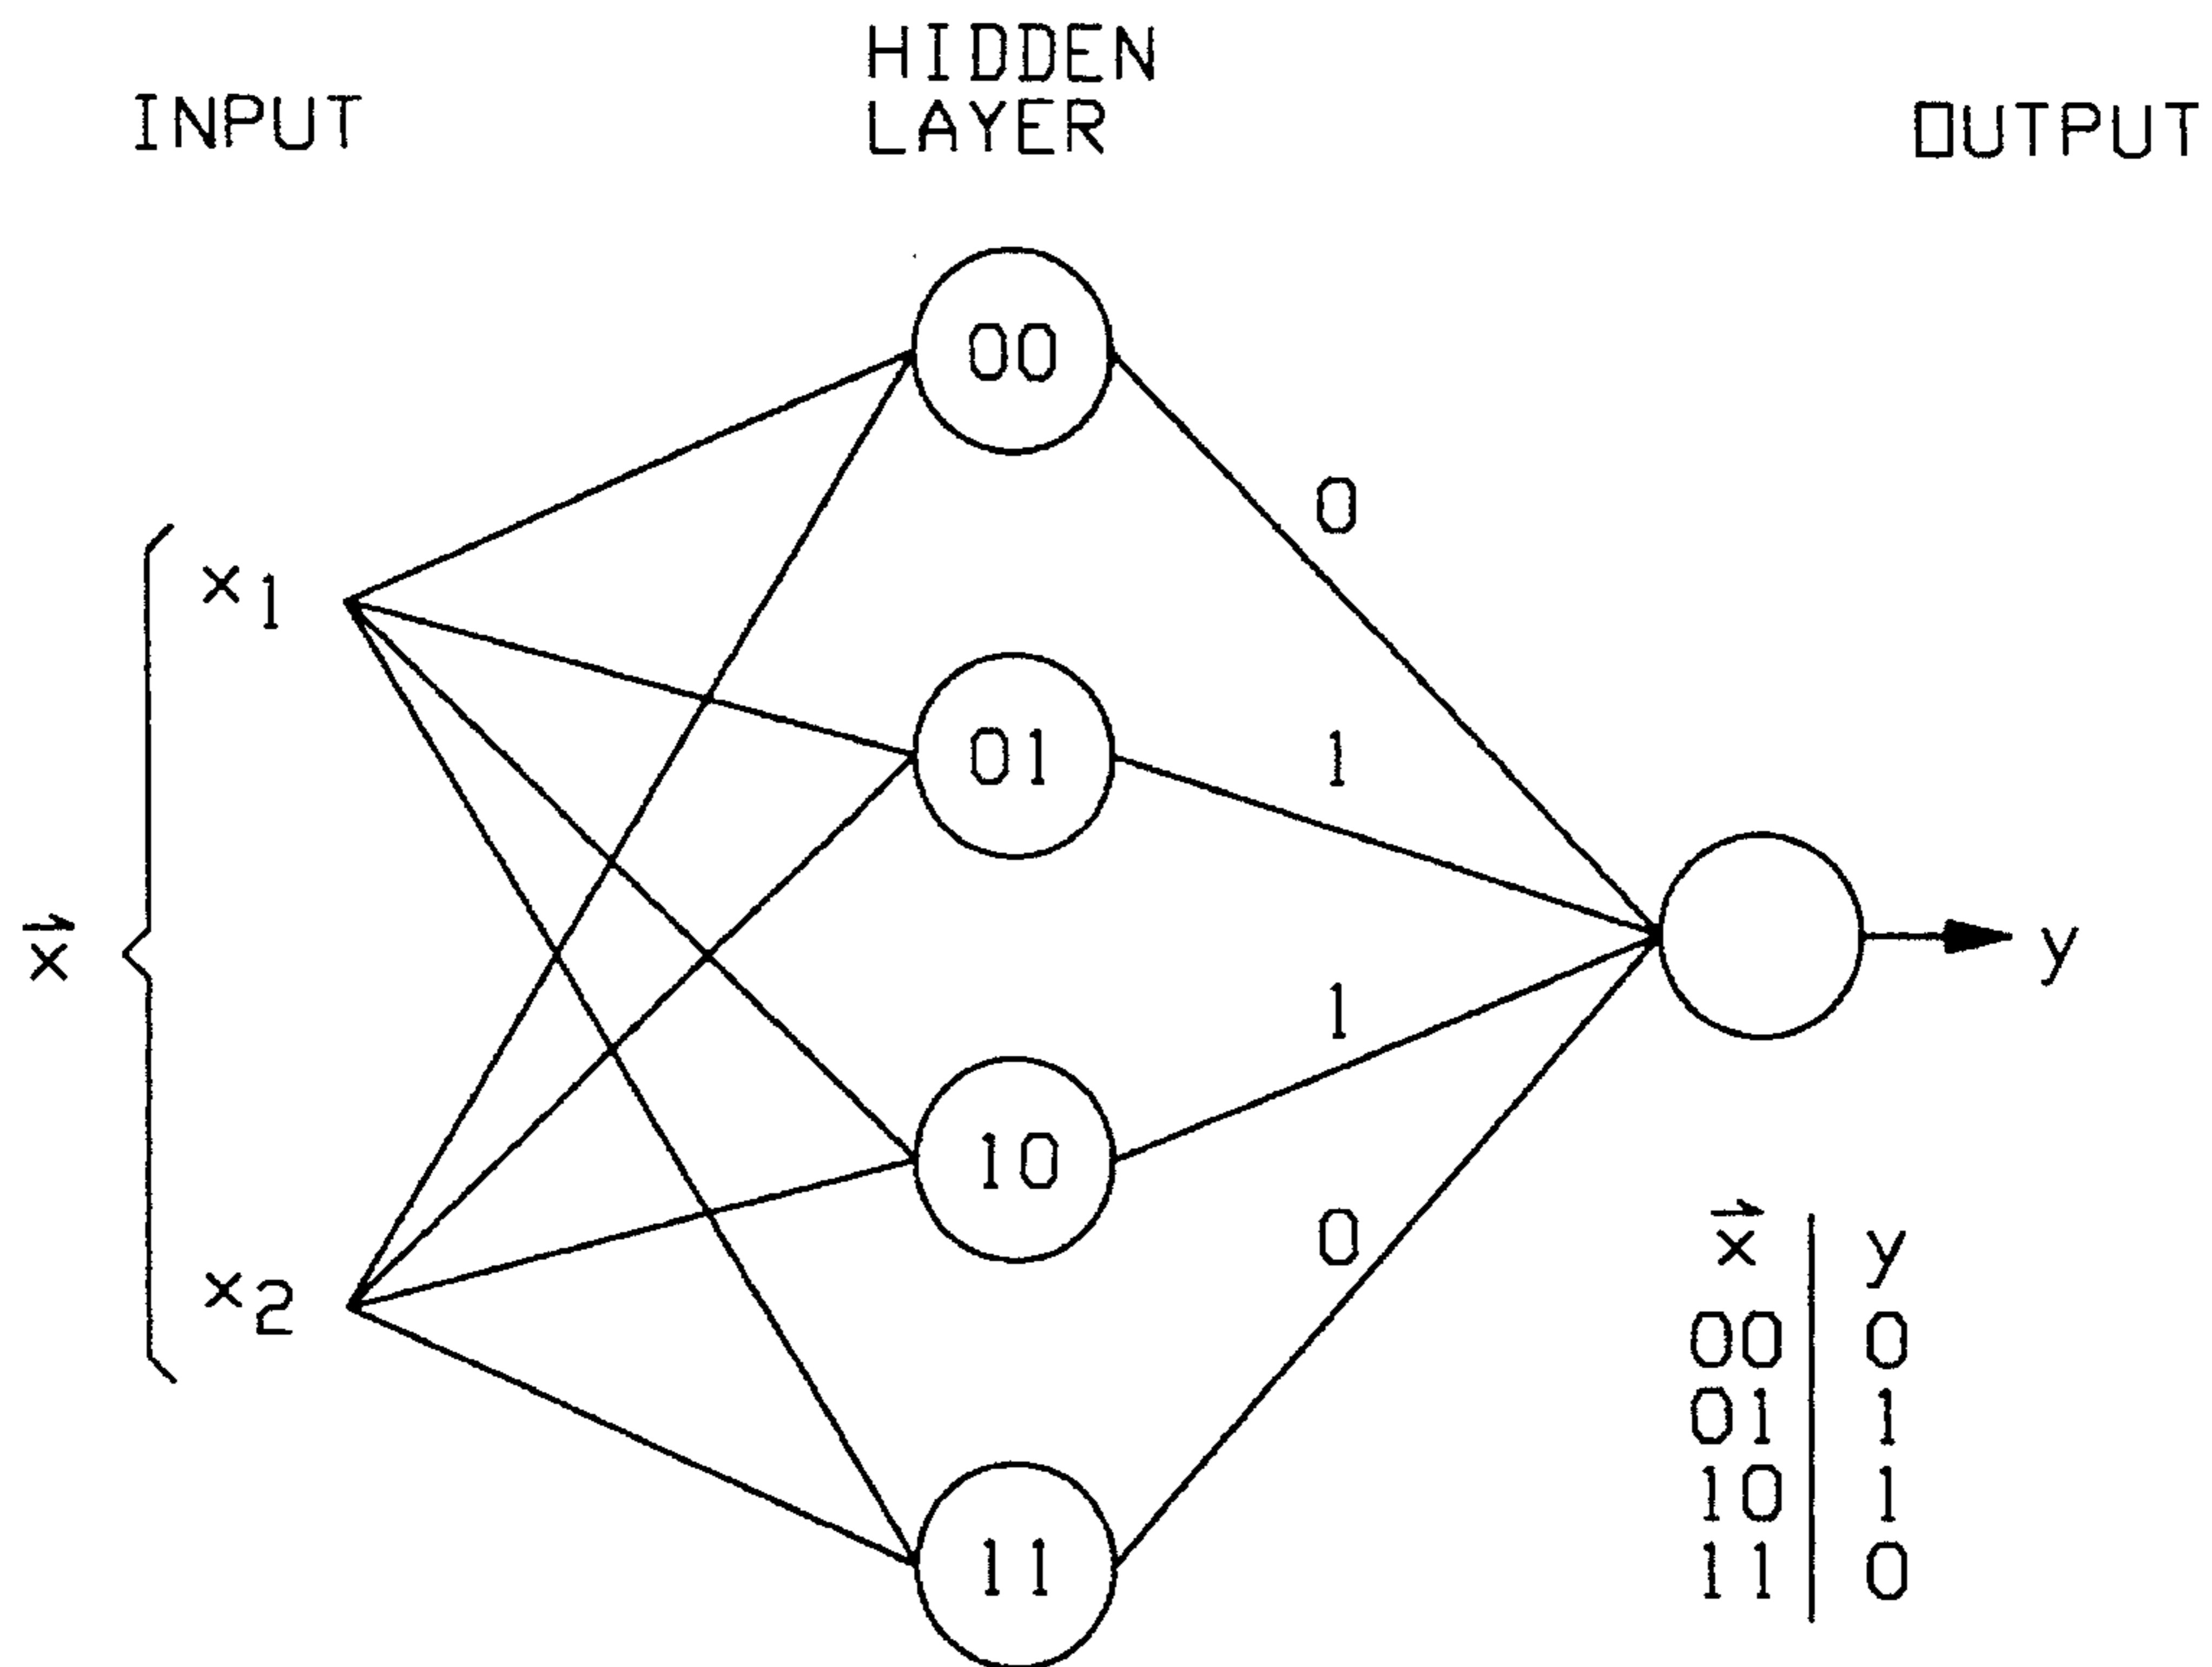 HIDDEN
LAYER
INPUT
OUTPUT
00
0
x1
01
1
x⃗
y
1
10
0
x2
11
x⃗ y
00 0
01 1
10 1
11 0